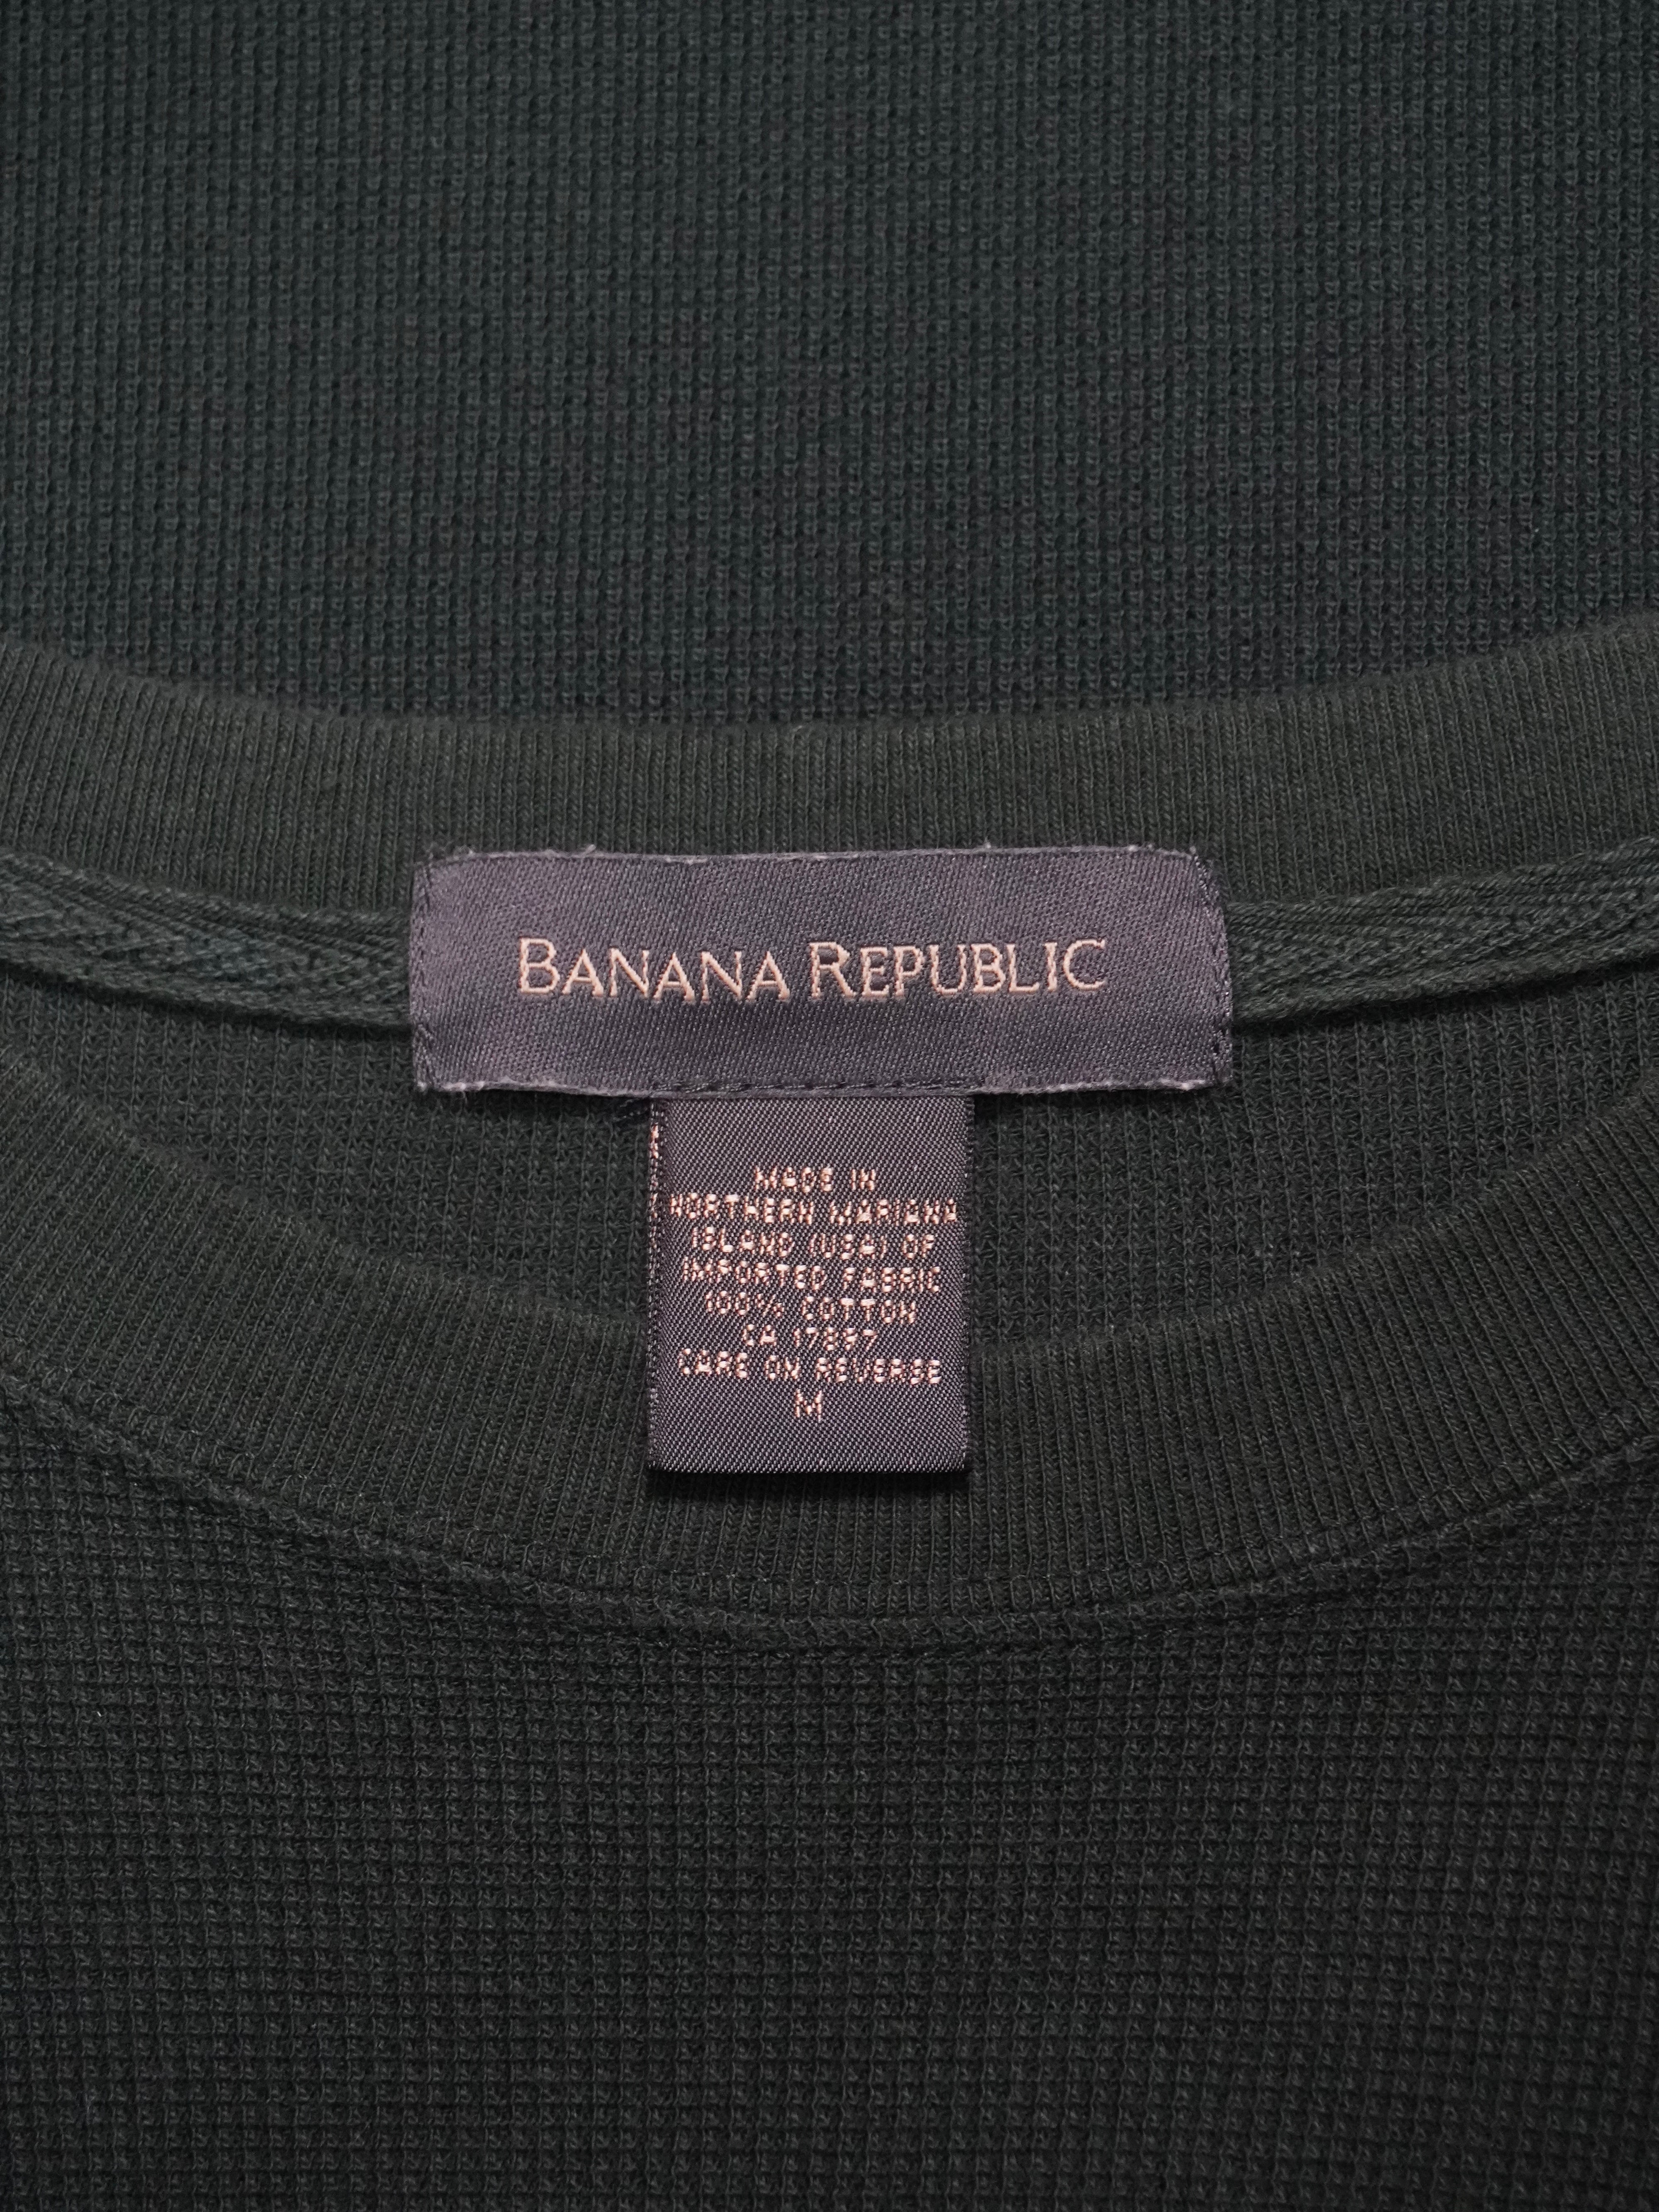 BANANA REPUBLIC
MADE IN
NORTHERN MARIANA
ISLAND (USA) OF
IMPORTED FABRIC
100% COTTON
CA 17897
CARE ON REVERSE
M